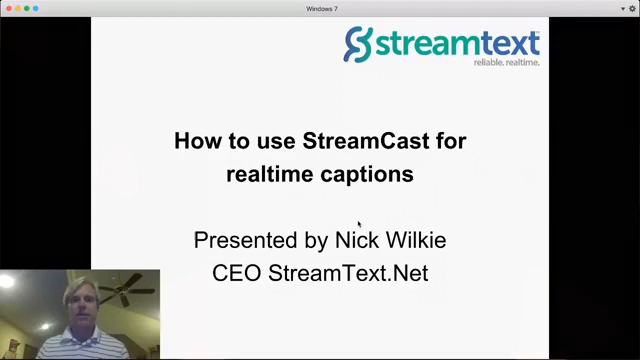 Windows 7
streamtext
reliable. realtime.
How to use StreamCast for
realtime captions
Presented by Nick Wilkie
CEO StreamText.Net